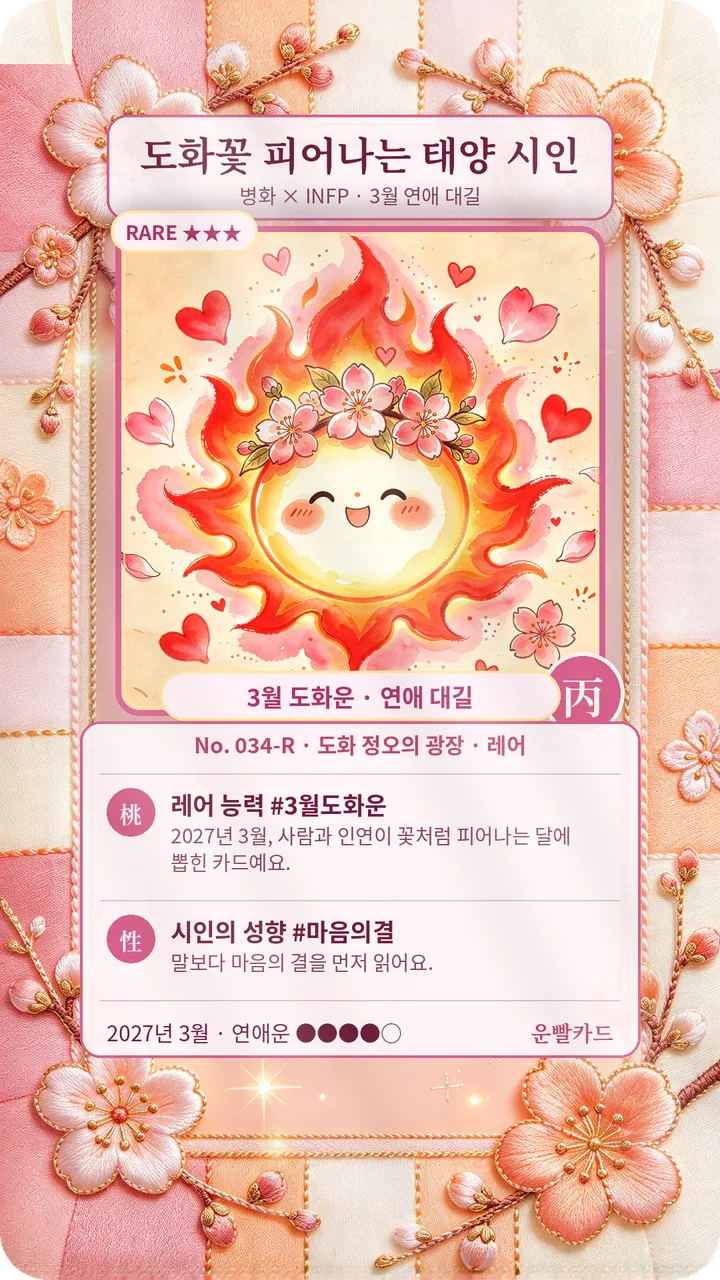 도화꽃 피어나는 태양 시인
병화 × INFP · 3월 연애 대길
RARE ★★★
3월 도화운 · 연애 대길
丙
No. 034-R · 도화 정오의 광장 · 레어
桃
레어 능력 #3월도화운
2027년 3월, 사람과 인연이 꽃처럼 피어나는 달에
뽑힌 카드예요.
性
시인의 성향 #마음의결
말보다 마음의 결을 먼저 읽어요.
2027년 3월 · 연애운 ●●●●○
운빨카드